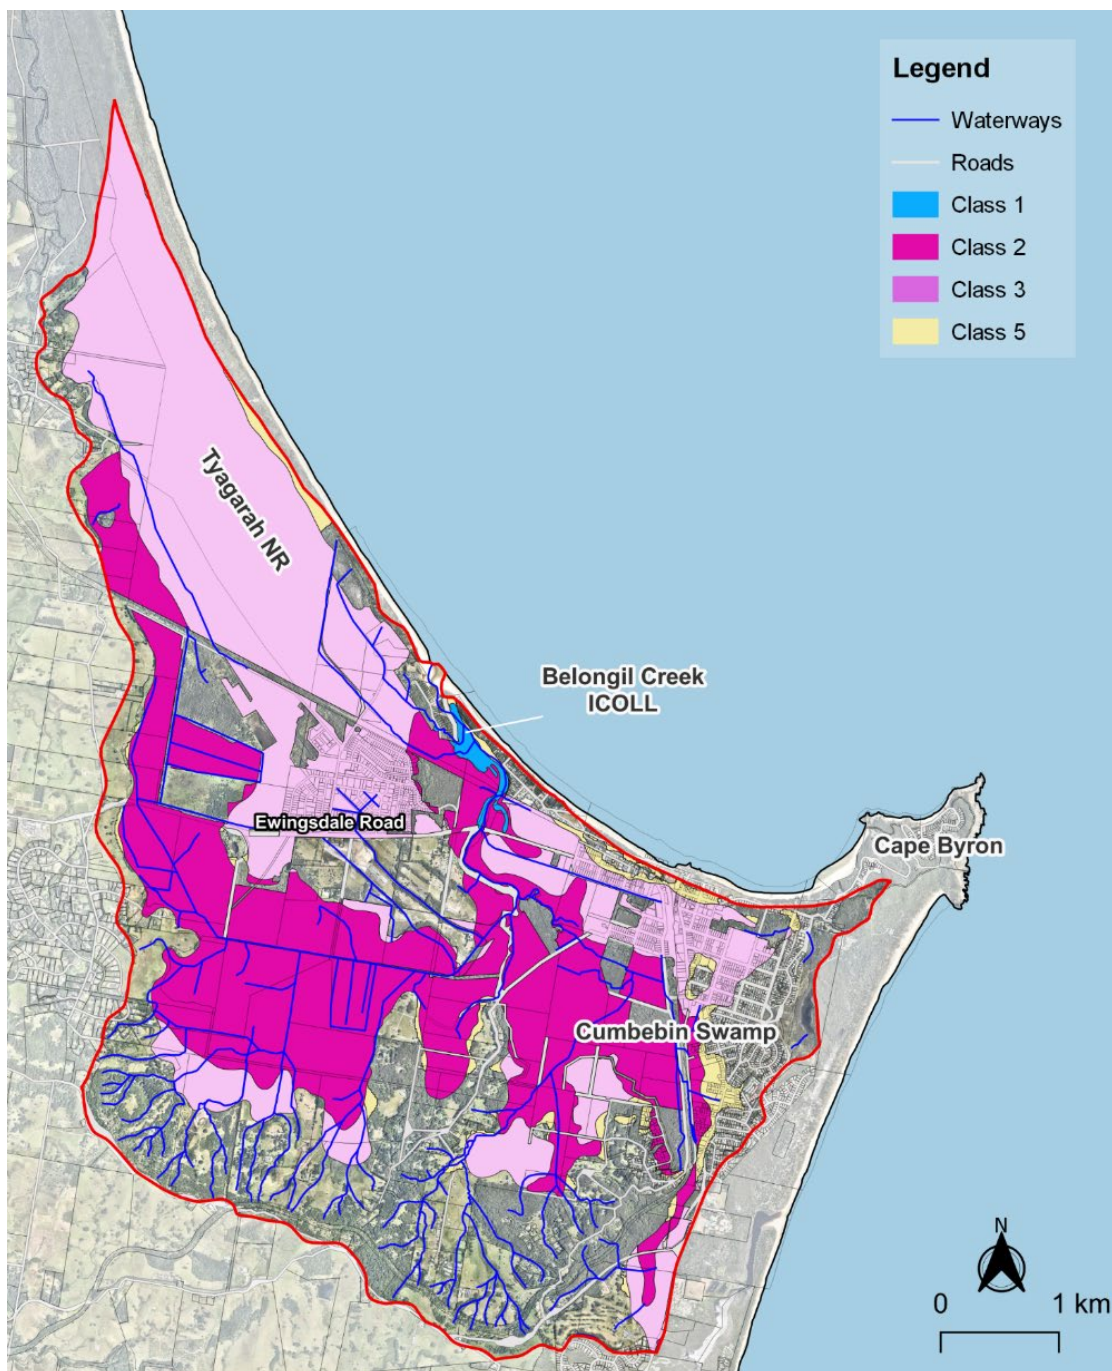 Legend
Waterways
Roads
Class 1
Class 2
Class 3
Class 5
Tyagarah NR
Belongil Creek
ICOLL
Ewingsdale Road
Cape Byron
Cumbebin Swamp
N
0 1 km